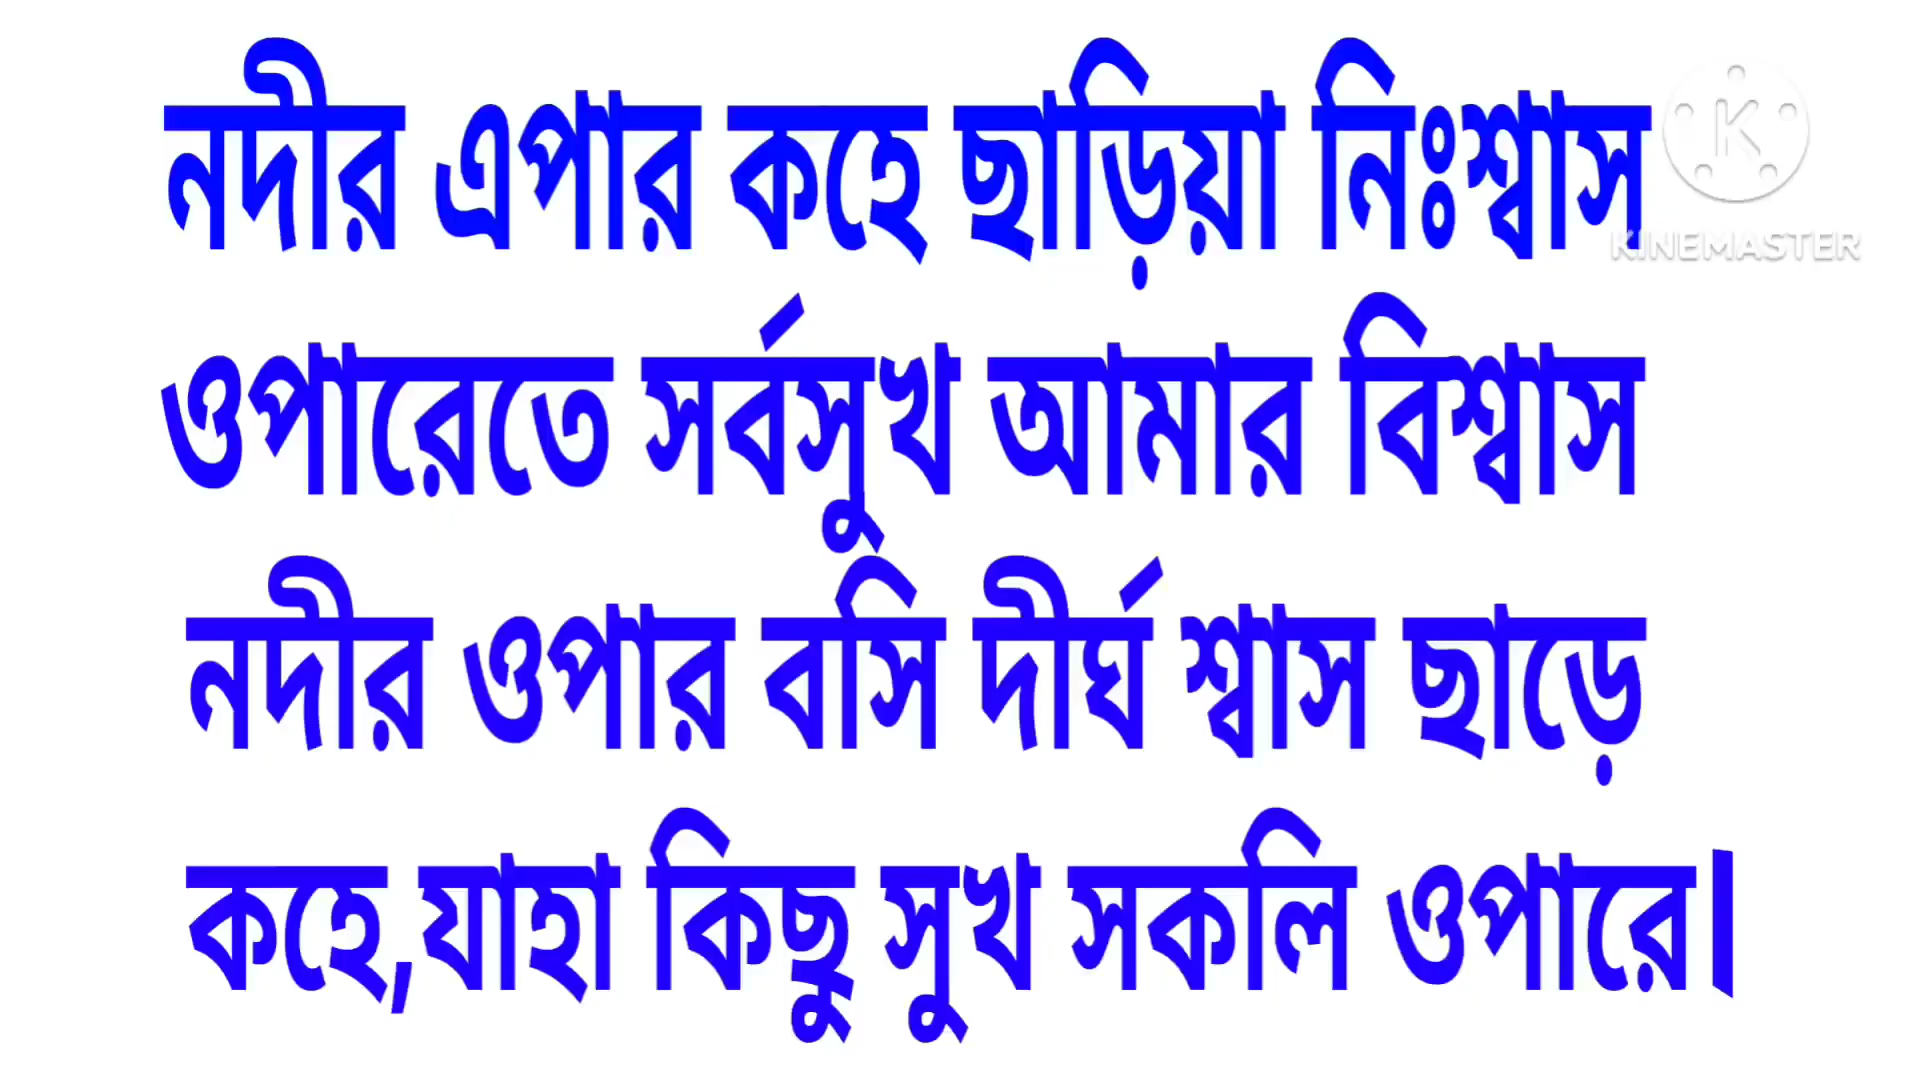 নদীর এপার কহে ছাড়িয়া নিঃশ্বাস
KINEMASTER
ওপারেতে সর্বসুখ আমার বিশ্বাস
নদীর ওপার বসি দীর্ঘ শ্বাস ছাড়ে
কহে,যাহা কিছু সুখ সকলি ওপারে।